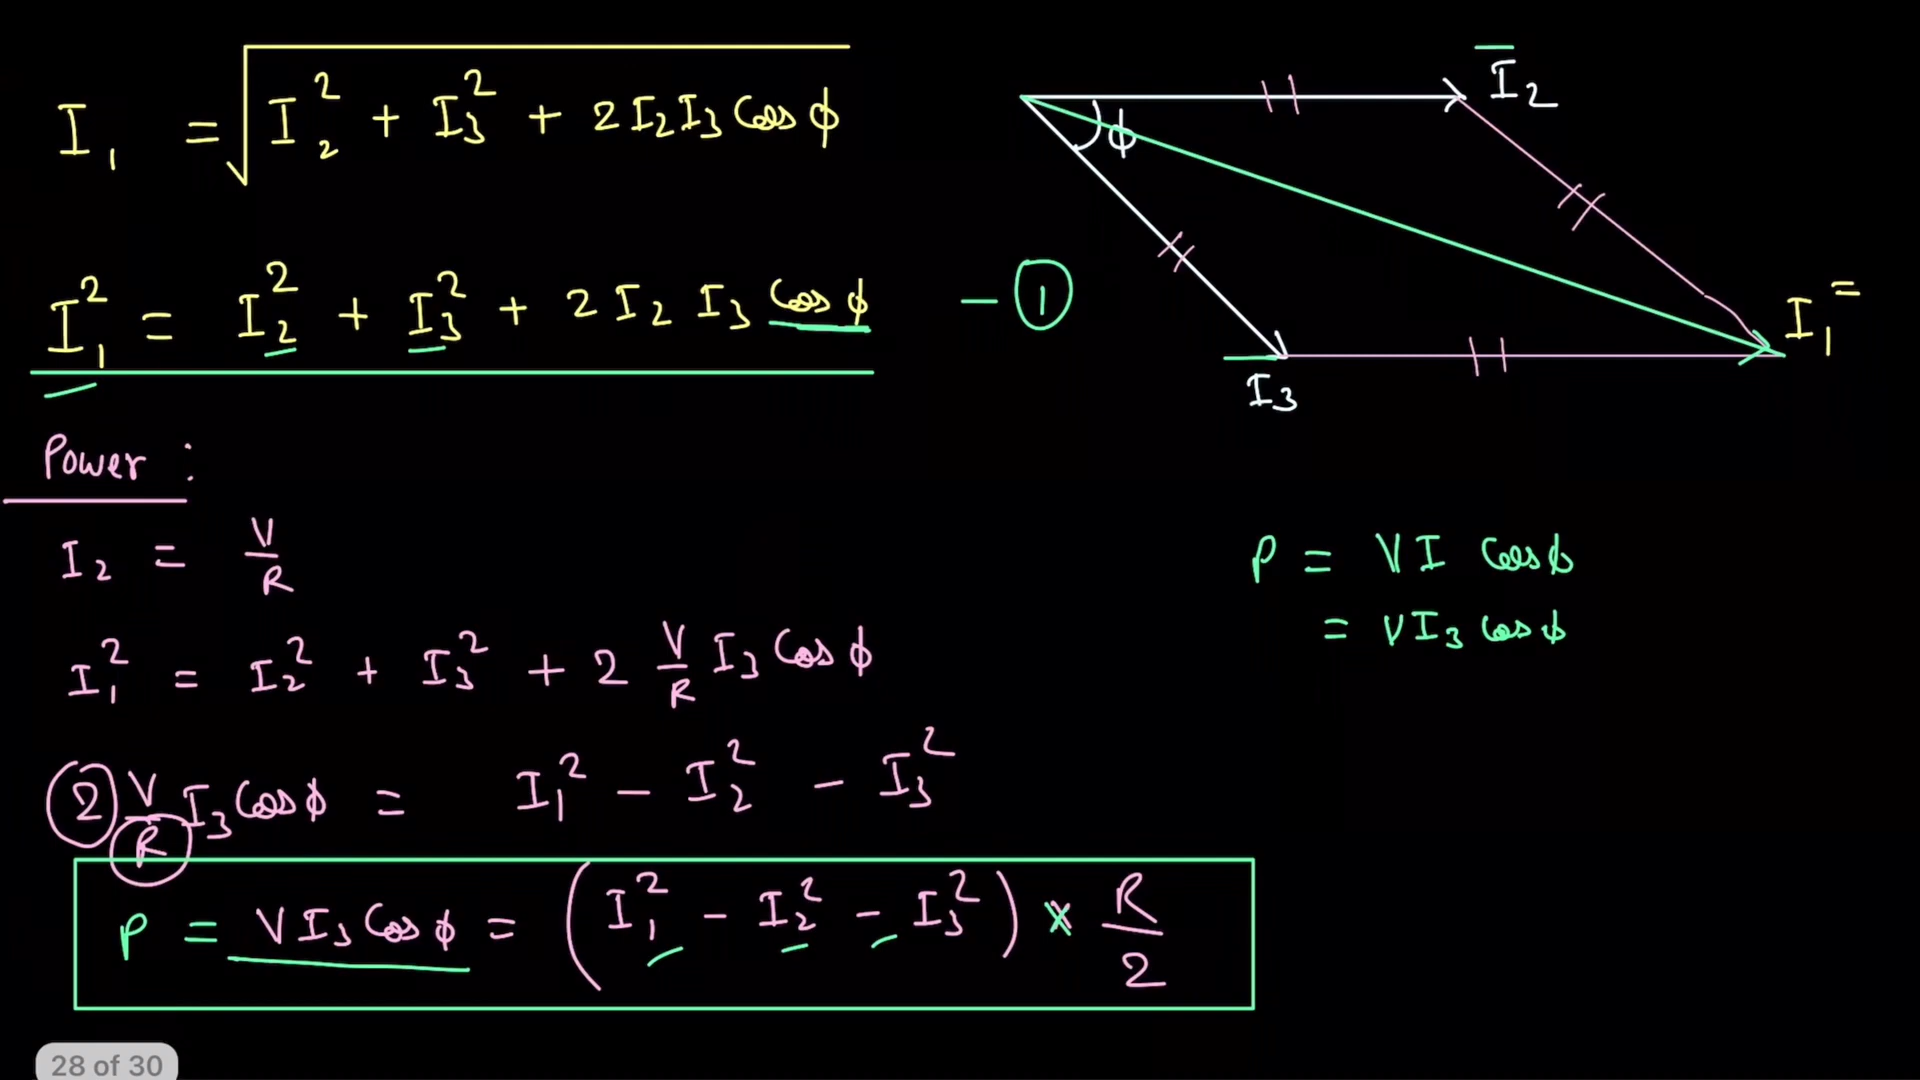 I₁ = √(I₂² + I₃² + 2I₂I₃ Cos ϕ)
I₁² = I₂² + I₃² + 2 I₂ I₃ Cos ϕ — ①
I₂
ϕ
I₁ =
I₃
Power :
I₂ = V/R
I₁² = I₂² + I₃² + 2 V/R I₃ Cos ϕ
2 V/R I₃ Cos ϕ = I₁² - I₂² - I₃²
P = VI₃ Cos ϕ = (I₁² - I₂² - I₃²) × R/2
P = VI Cos ϕ
= VI₃ Cos ϕ
28 of 30